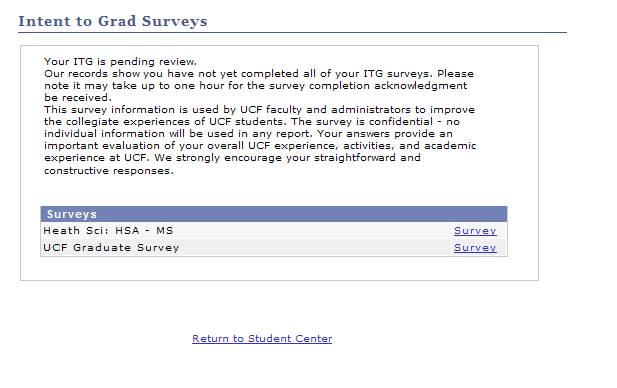 Intent to Grad Surveys
Your ITG is pending review.
Our records show you have not yet completed all of your ITG surveys. Please
note it may take up to one hour for the survey completion acknowledgment
be received.
This survey information is used by UCF faculty and administrators to improve
the collegiate experiences of UCF students. The survey is confidential - no
individual information will be used in any report. Your answers provide an
important evaluation of your overall UCF experience, activities, and academic
experience at UCF. We strongly encourage your straightforward and
constructive responses.
Surveys
Heath Sci: HSA - MS Survey
UCF Graduate Survey Survey
Return to Student Center